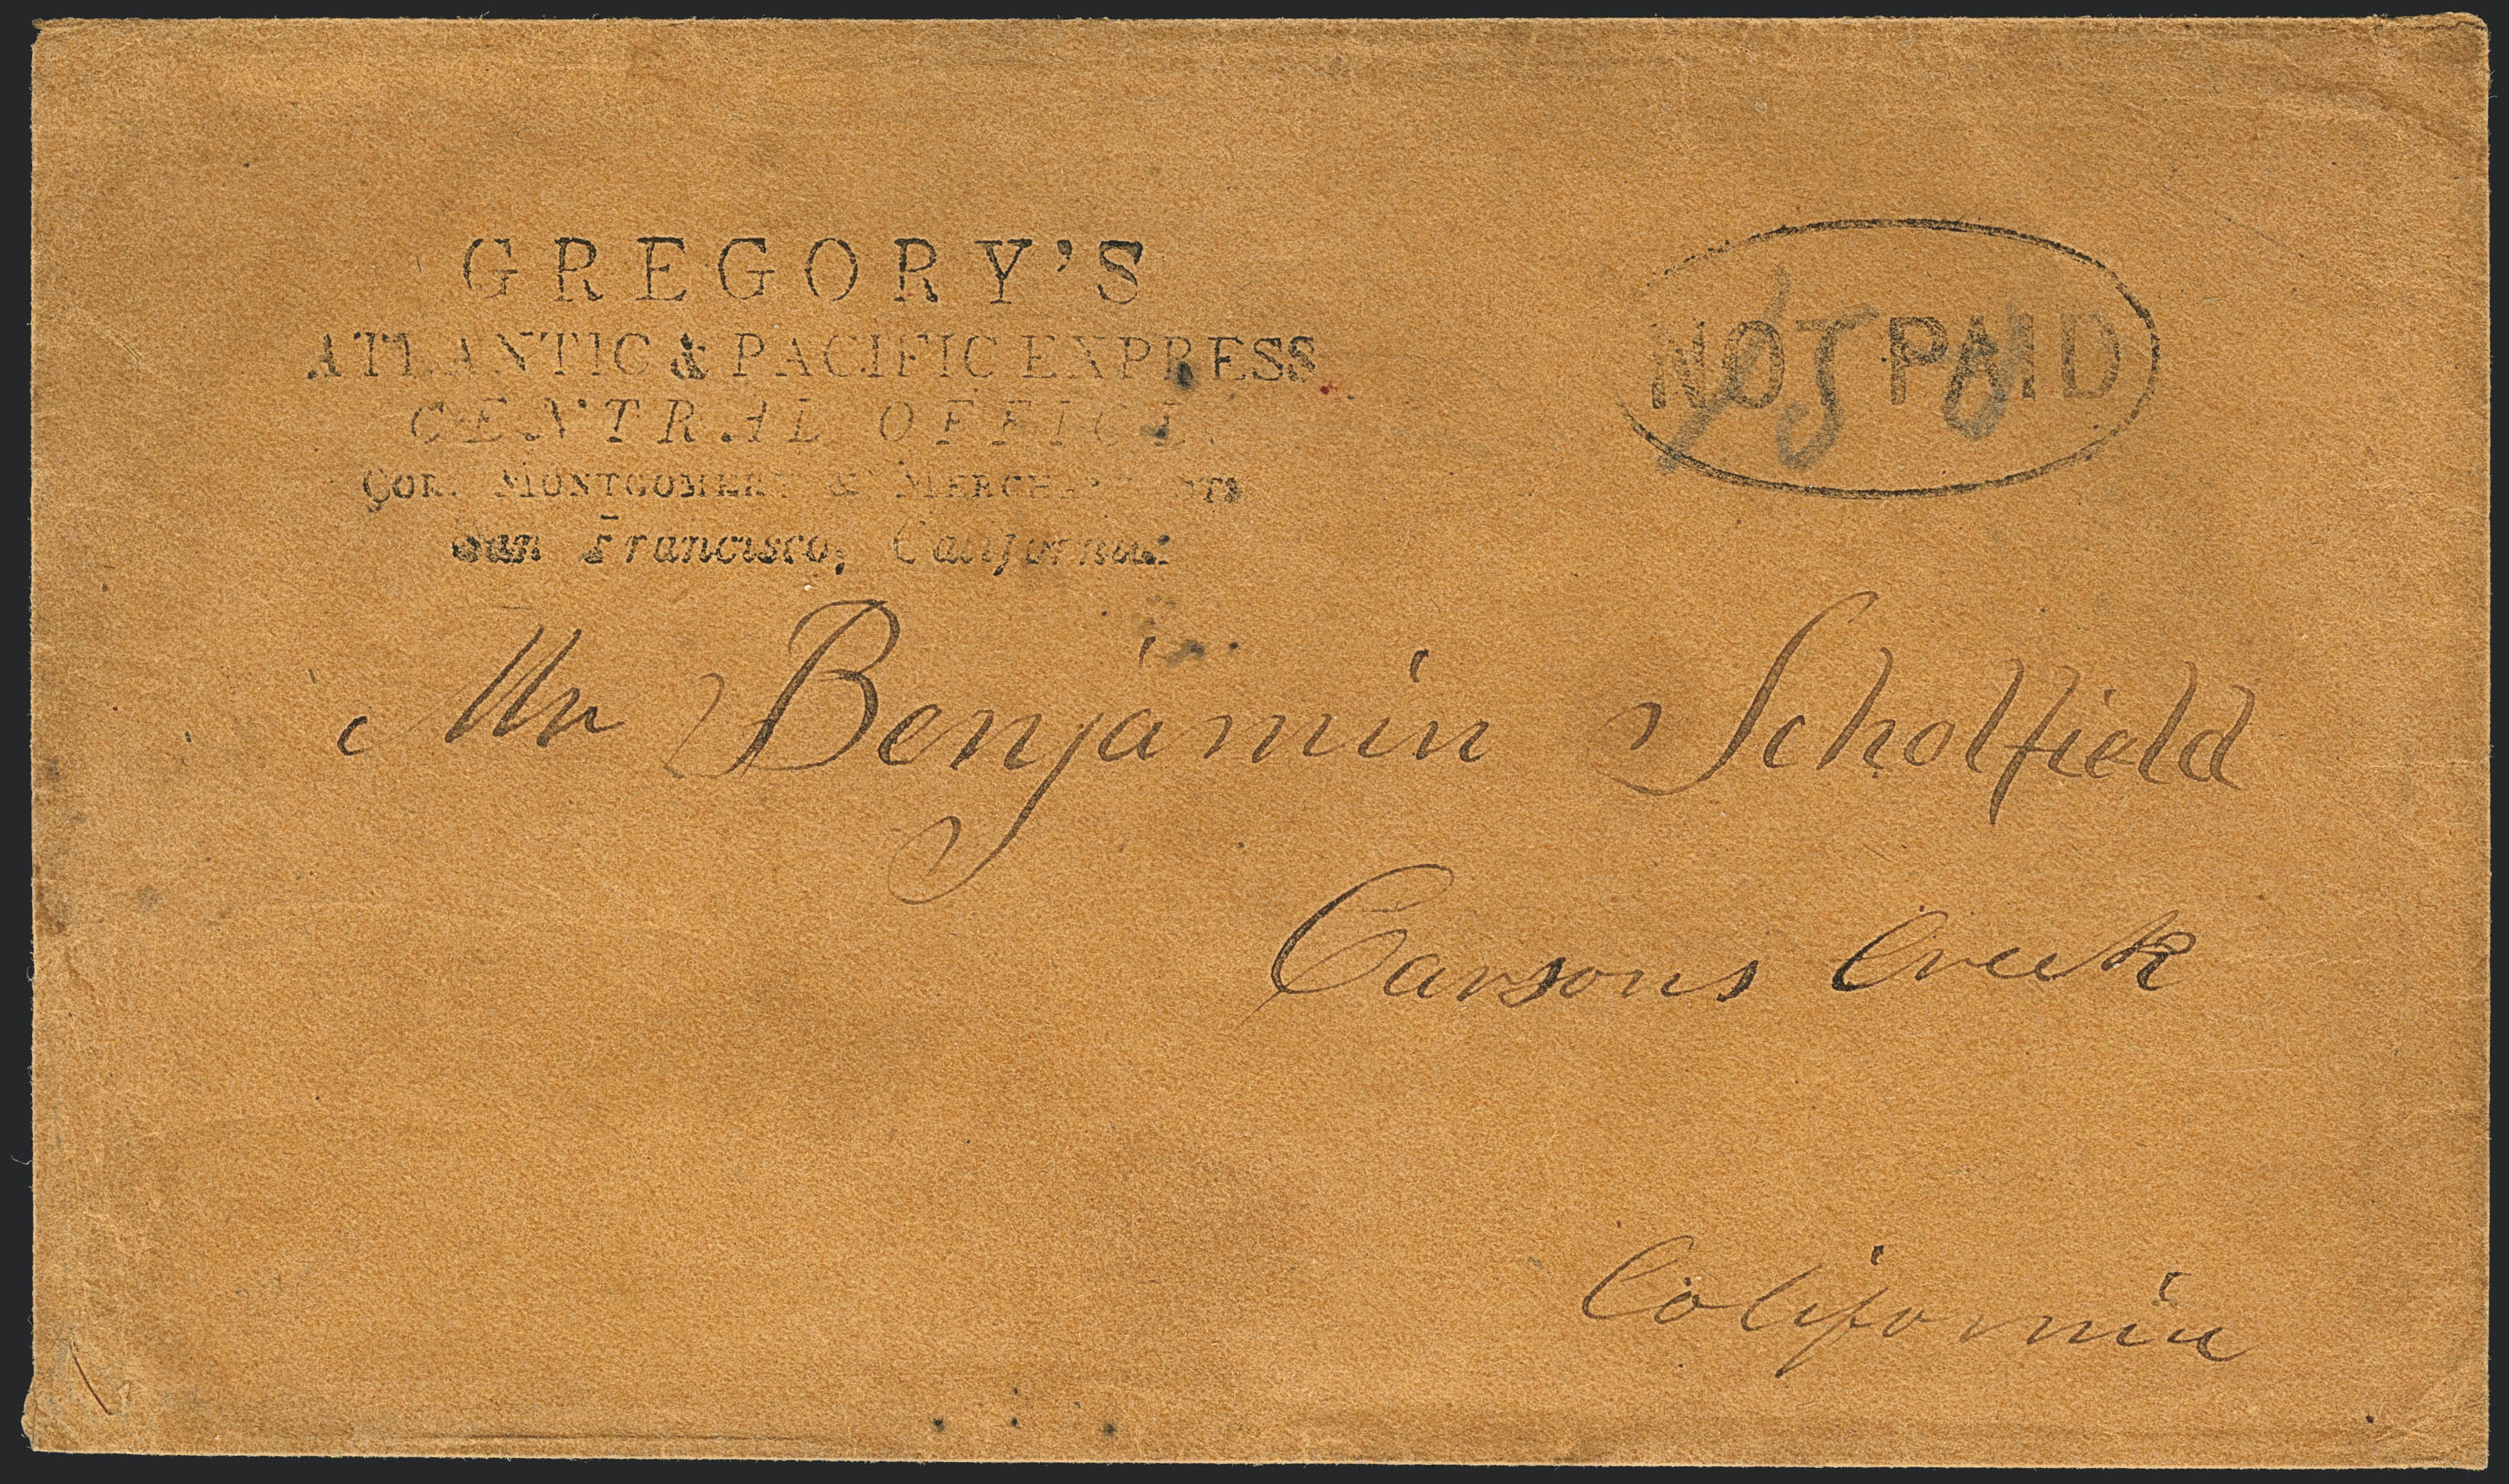 GREGORY'S
ATLANTIC & PACIFIC EXPRESS
CENTRAL OFFICE.
COR. MONTGOMERY & MERCHANT STS
San Francisco, California.
NOT PAID
Mr Benjamin Scholfield
Carsons Creek
California